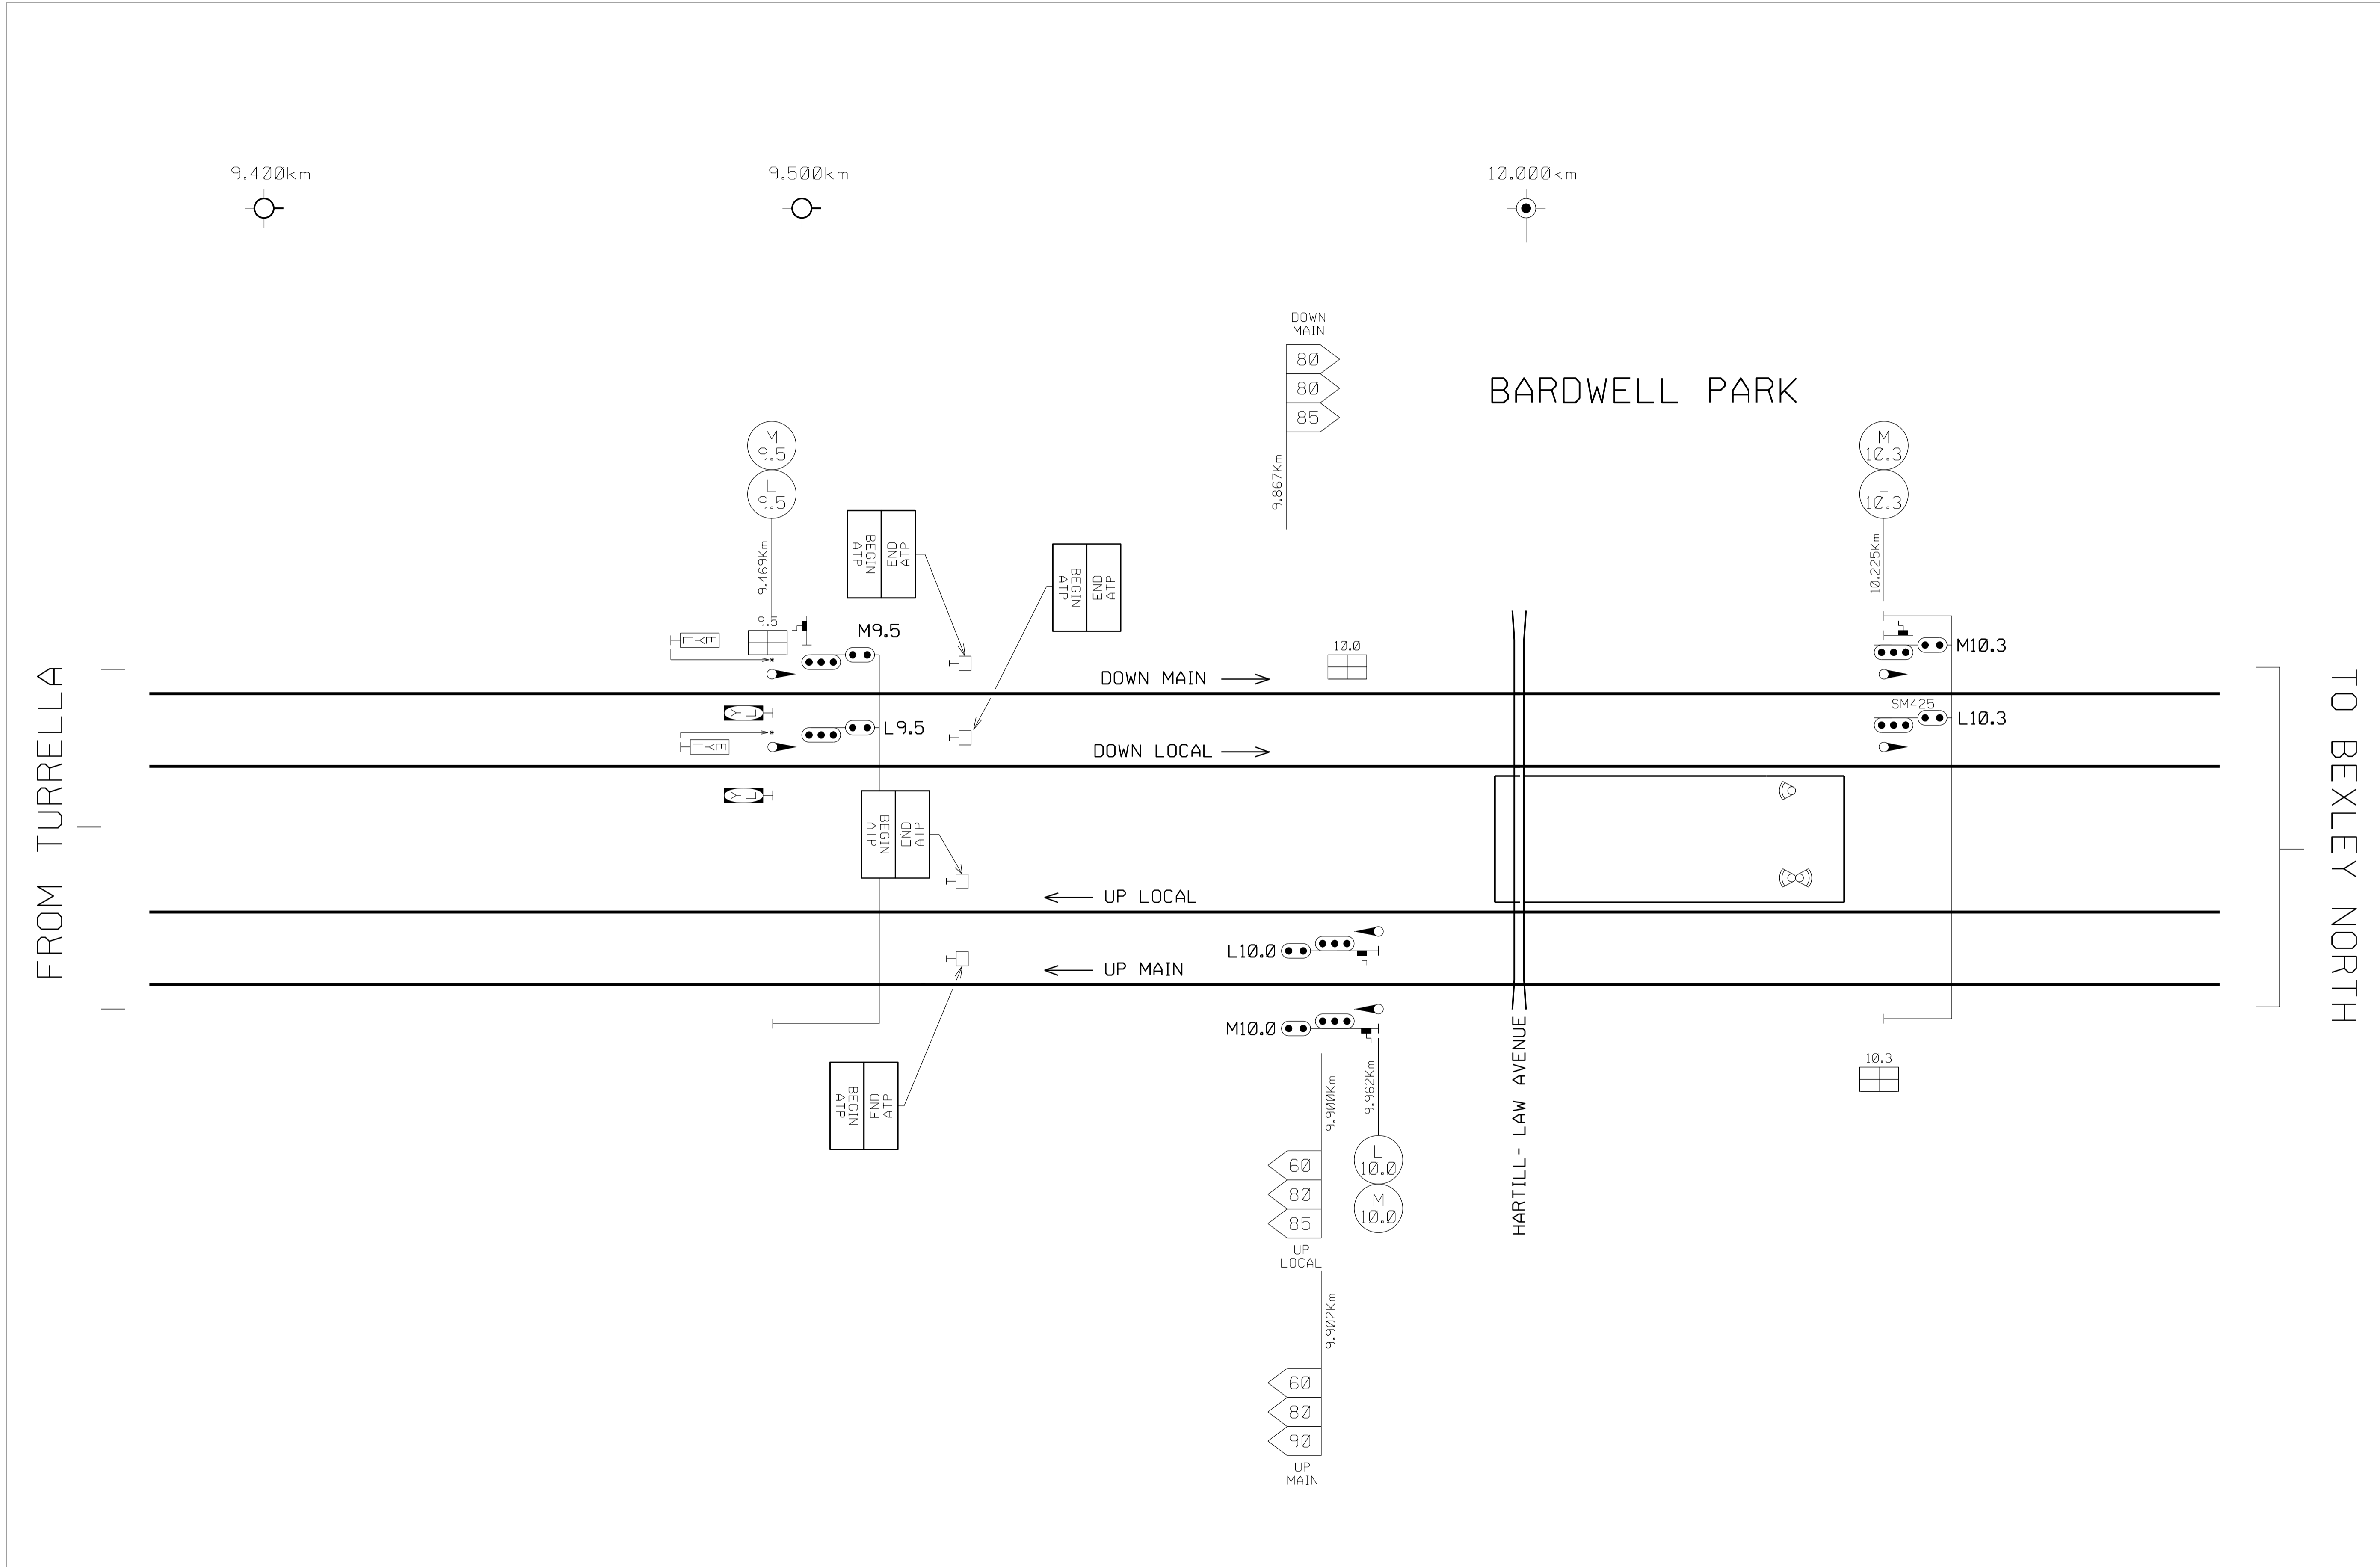 9.400km
9.500km
10.000km
DOWN
MAIN
80
80
85
9.867Km
BARDWELL PARK
M
9.5
L
9.5
9.469Km
M
10.3
L
10.3
10.225Km
BEGIN
ATP
END
ATP
BEGIN
ATP
END
ATP
9.5
EY
L
M9.5
10.0
M10.3
DOWN MAIN
Y L
L9.5
SM425
L10.3
EY
L
DOWN LOCAL
Y L
BEGIN
ATP
END
ATP
FROM TURRELLA
TO BEXLEY NORTH
UP LOCAL
L10.0
UP MAIN
M10.0
HARTILL- LAW AVENUE
BEGIN
ATP
END
ATP
9.900Km
9.962Km
10.3
60
80
85
UP
LOCAL
L
10.0
M
10.0
9.902Km
60
80
90
UP
MAIN